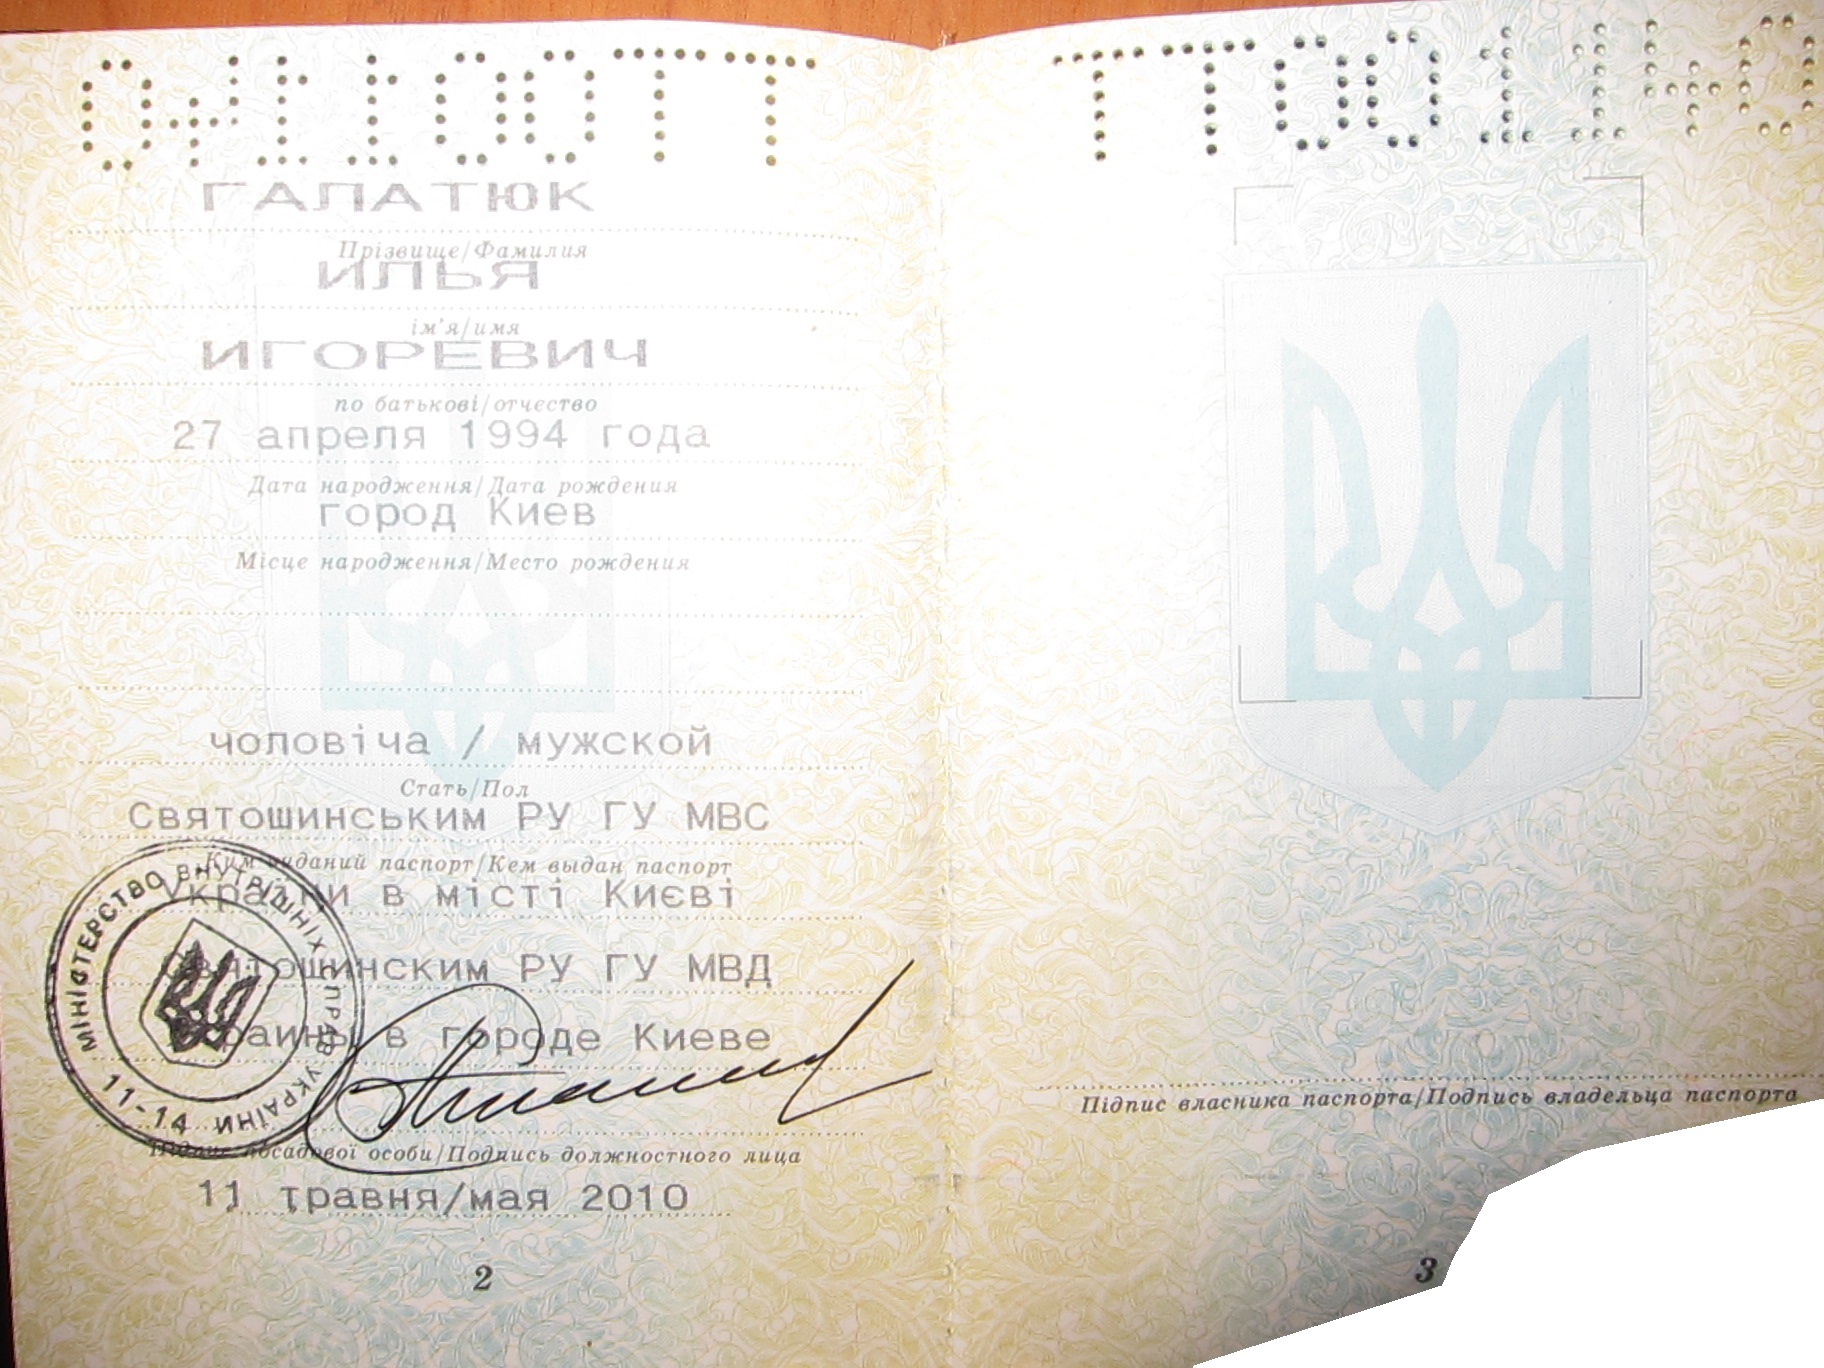 ТТ001140
ГАЛАТЮК
Прізвище/Фамилия
ИЛЬЯ
ім'я/имя
ИГОРЕВИЧ
по батькові/отчество
27 апреля 1994 года
Дата народження/Дата рождения
город Киев
Місце народження/Место рождения
чоловіча / мужской
Стать/Пол
Святошинським РУ ГУ МВС
Ким виданий паспорт/Кем выдан паспорт
України в місті Києві
Святошинским РУ ГУ МВД
Украины в городе Киеве
МІНІСТЕРСТВО ВНУТРІШНІХ СПРАВ УКРАЇНИ
11-14
Підпис посадової особи/Подпись должностного лица
11 травня/мая 2010
2
ТТ001140
Підпис власника паспорта/Подпись владельца паспорта
3